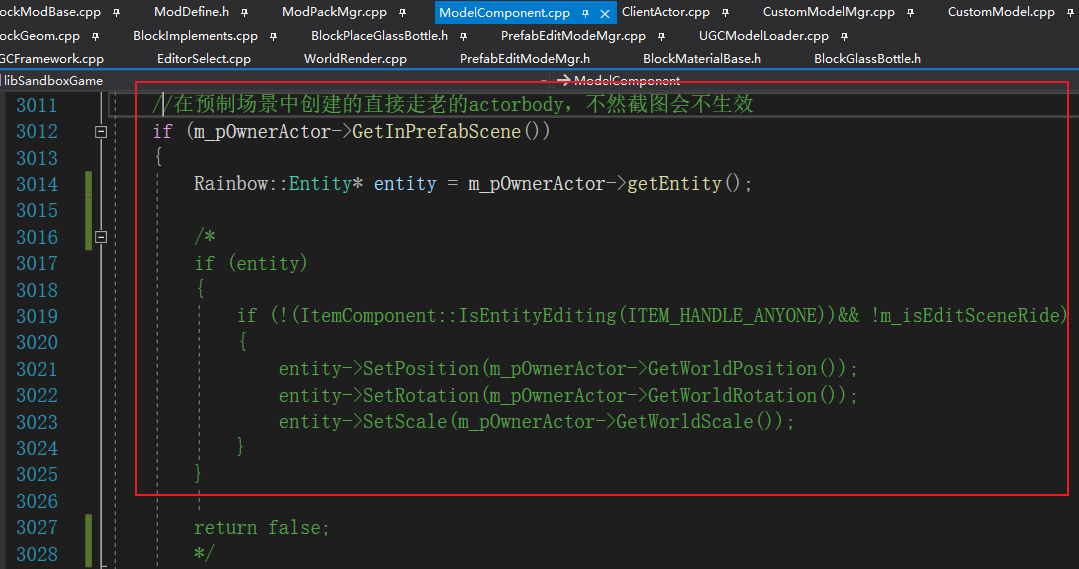 ockModBase.cpp ModDefine.h ModPackMgr.cpp ModelComponent.cpp ClientActor.cpp CustomModelMgr.cpp CustomModel.cpp
ockGeom.cpp BlockImplements.cpp BlockPlaceGlassBottle.h PrefabEditModeMgr.cpp UGCModelLoader.cpp
GCFramework.cpp EditorSelect.cpp WorldRender.cpp PrefabEditModeMgr.h BlockMaterialBase.h BlockGlassBottle.h
libSandboxGame ModelComponent
3011 //在预制场景中创建的直接走老的actorbody，不然截图会不生效
3012 if (m_pOwnerActor->GetInPrefabScene())
3013 {
3014 Rainbow::Entity* entity = m_pOwnerActor->getEntity();
3015
3016 /*
3017 if (entity)
3018 {
3019 if (!(ItemComponent::IsEntityEditing(ITEM_HANDLE_ANYONE))&& !m_isEditSceneRide)
3020 {
3021 entity->SetPosition(m_pOwnerActor->GetWorldPosition());
3022 entity->SetRotation(m_pOwnerActor->GetWorldRotation());
3023 entity->SetScale(m_pOwnerActor->GetWorldScale());
3024 }
3025 }
3026
3027 return false;
3028 */